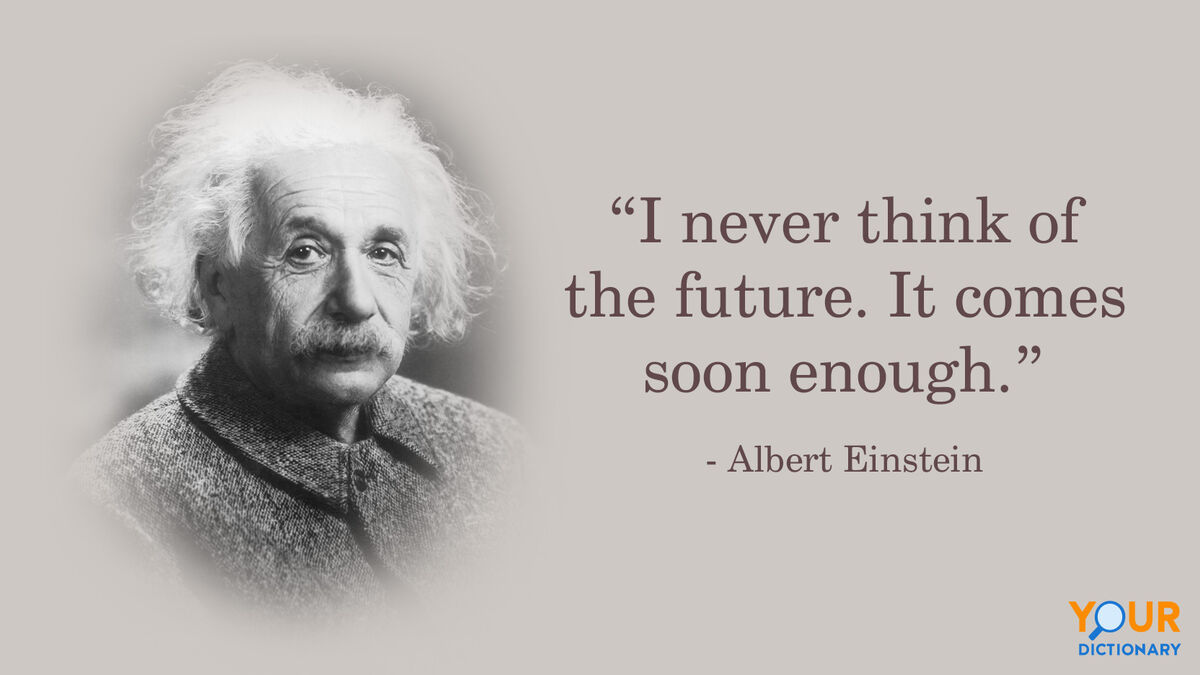 “I never think of
the future. It comes
soon enough.”
- Albert Einstein
YOUR
DICTIONARY